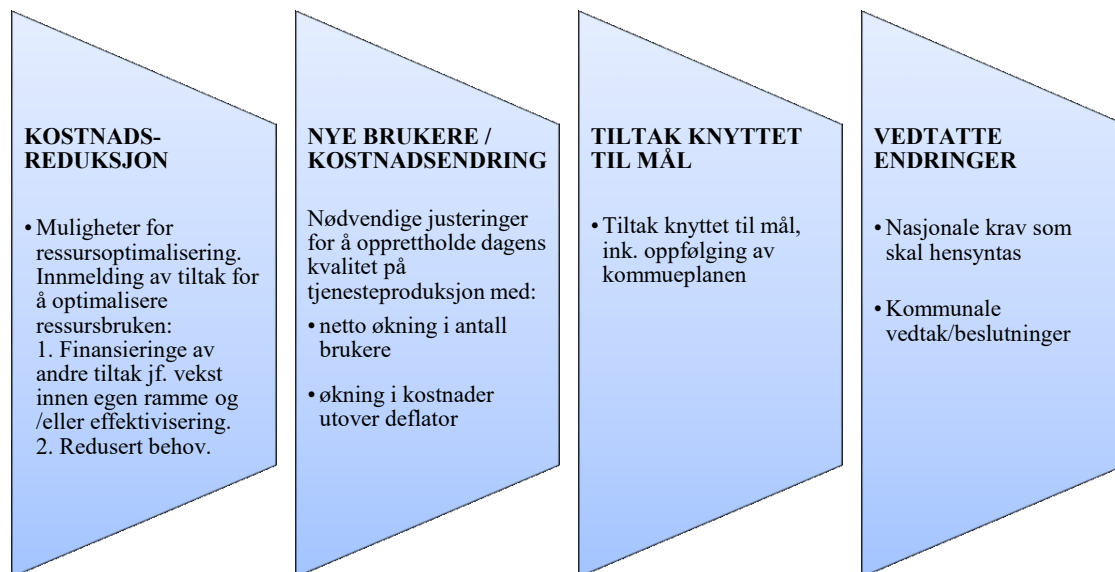 KOSTNADS-
REDUKSJON
• Muligheter for
ressursoptimalisering.
Innmelding av tiltak for
å optimalisere
ressursbruken:
1. Finansieringe av
andre tiltak jf. vekst
innen egen ramme og
/eller effektivisering.
2. Redusert behov.
NYE BRUKERE /
KOSTNADSENDRING
Nødvendige justeringer
for å opprettholde dagens
kvalitet på
tjenesteproduksjon med:
• netto økning i antall
brukere
• økning i kostnader
utover deflator
TILTAK KNYTTET
TIL MÅL
• Tiltak knyttet til mål,
ink. oppfølging av
kommueplanen
VEDTATTE
ENDRINGER
• Nasjonale krav som
skal hensyntas
• Kommunale
vedtak/beslutninger